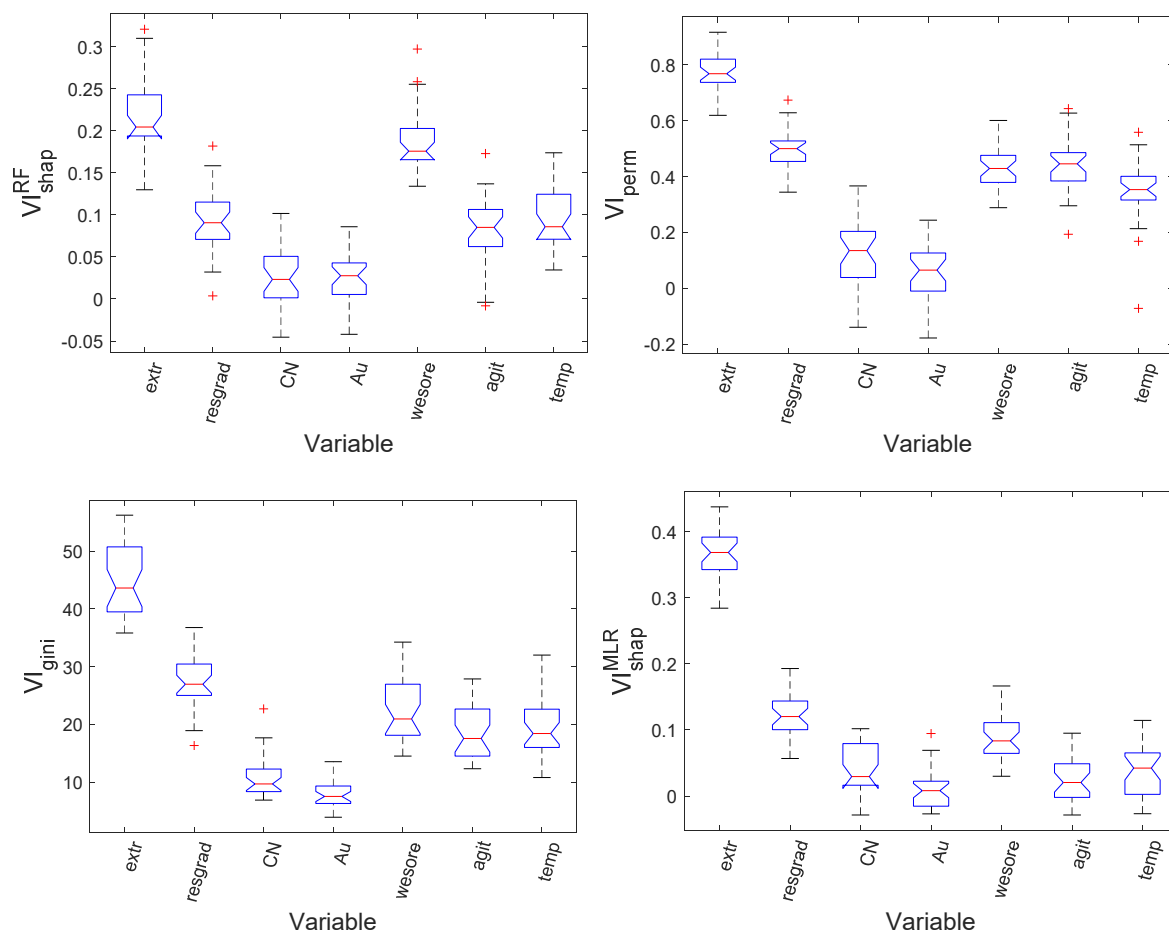 VI^RF_shap
0.3
0.25
0.2
0.15
0.1
0.05
0
-0.05
extr
resgrad
CN
Au
wesore
agit
temp
Variable
VI_perm
0.8
0.6
0.4
0.2
0
-0.2
extr
resgrad
CN
Au
wesore
agit
temp
Variable
VI_gini
50
40
30
20
10
extr
resgrad
CN
Au
wesore
agit
temp
Variable
VI^MLR_shap
0.4
0.3
0.2
0.1
0
extr
resgrad
CN
Au
wesore
agit
temp
Variable